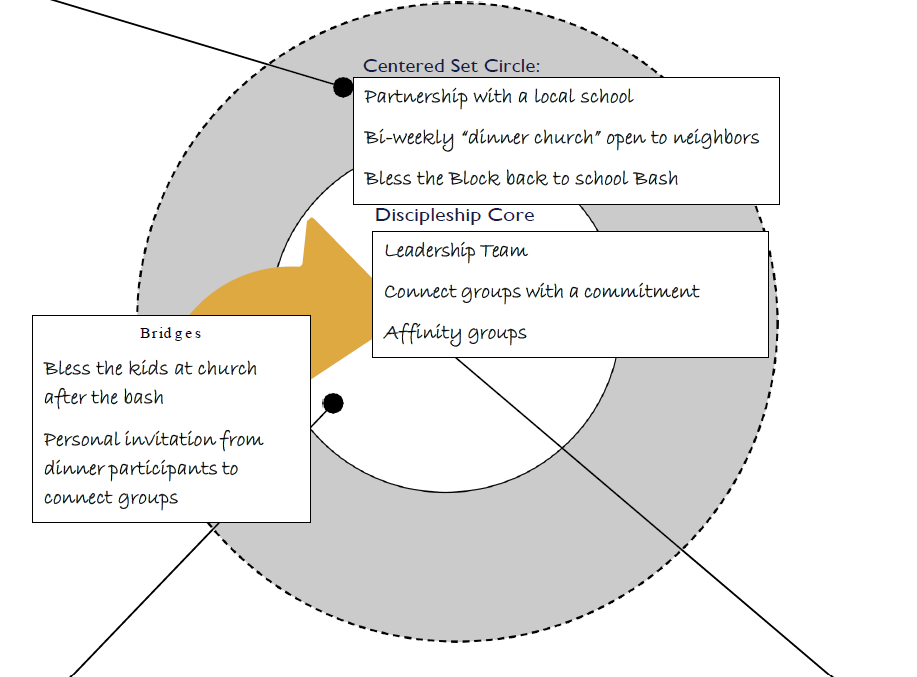 Centered Set Circle:
Partnership with a local school
Bi-weekly “dinner church” open to neighbors
Bless the Block back to school Bash
Discipleship Core
Leadership Team
Connect groups with a commitment
Affinity groups
Bridges
Bless the kids at church
after the bash
Personal invitation from
dinner participants to
connect groups